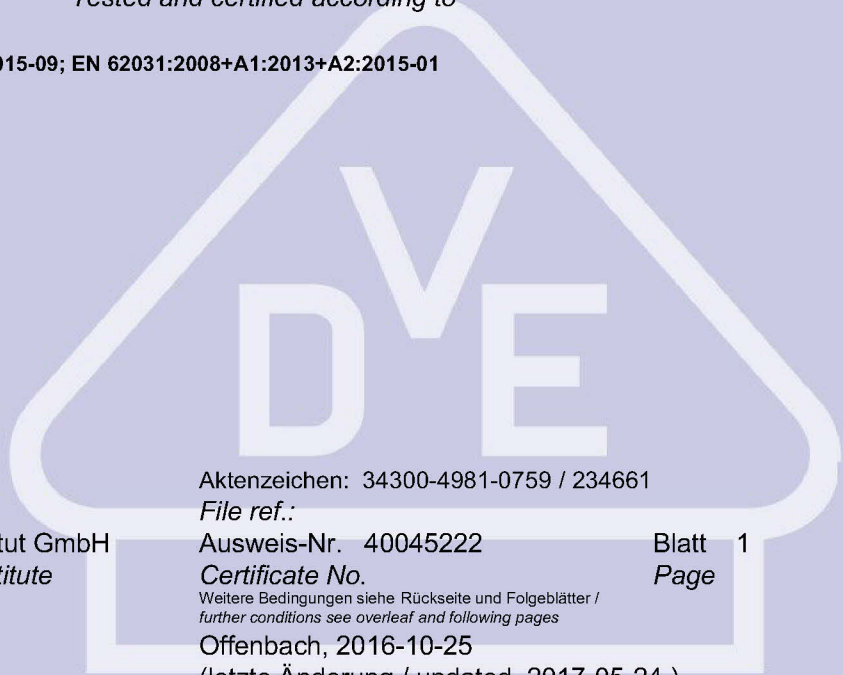 Tested and certified according to
015-09; EN 62031:2008+A1:2013+A2:2015-01
VDE
Aktenzeichen: 34300-4981-0759 / 234661
File ref.:
tut GmbH Ausweis-Nr. 40045222 Blatt 1
titute Certificate No. Page
Weitere Bedingungen siehe Rückseite und Folgeblätter /
further conditions see overleaf and following pages
Offenbach, 2016-10-25
(letzte Änderung / updated 2017-05-24 )